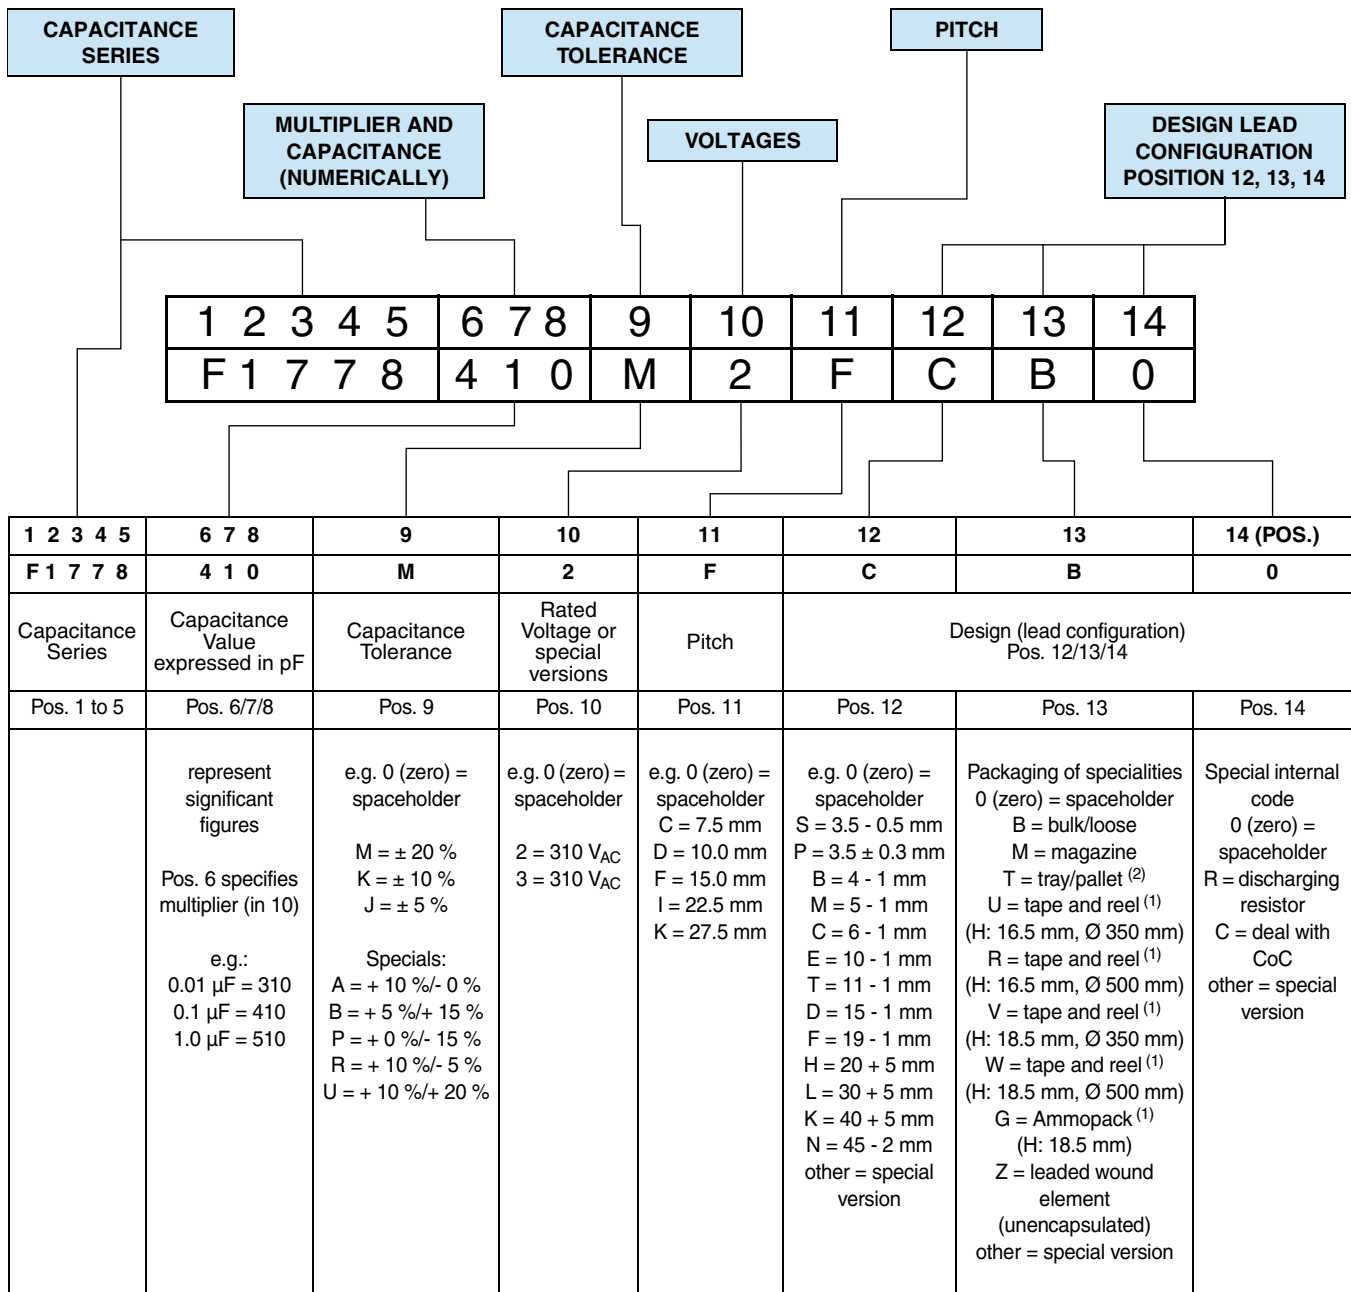 CAPACITANCE
SERIES
CAPACITANCE
TOLERANCE
PITCH
MULTIPLIER AND
CAPACITANCE
(NUMERICALLY)
VOLTAGES
DESIGN LEAD
CONFIGURATION
POSITION 12, 13, 14
1 2 3 4 5 6 7 8 9 10 11 12 13 14
F 1 7 7 8 4 1 0 M 2 F C B 0
1 2 3 4 5 6 7 8 9 10 11 12 13 14 (POS.)
F 1 7 7 8 4 1 0 M 2 F C B 0
Capacitance
Series
Capacitance
Value
expressed in pF
Capacitance
Tolerance
Rated
Voltage or
special
versions
Pitch
Design (lead configuration)
Pos. 12/13/14
Pos. 1 to 5 Pos. 6/7/8 Pos. 9 Pos. 10 Pos. 11 Pos. 12 Pos. 13 Pos. 14
represent
significant
figures
Pos. 6 specifies
multiplier (in 10)
e.g.:
0.01 µF = 310
0.1 µF = 410
1.0 µF = 510
e.g. 0 (zero) =
spaceholder
M = ± 20 %
K = ± 10 %
J = ± 5 %
Specials:
A = + 10 %/- 0 %
B = + 5 %/+ 15 %
P = + 0 %/- 15 %
R = + 10 %/- 5 %
U = + 10 %/+ 20 %
e.g. 0 (zero) =
spaceholder
2 = 310 VAC
3 = 310 VAC
e.g. 0 (zero) =
spaceholder
C = 7.5 mm
D = 10.0 mm
F = 15.0 mm
I = 22.5 mm
K = 27.5 mm
e.g. 0 (zero) =
spaceholder
S = 3.5 - 0.5 mm
P = 3.5 ± 0.3 mm
B = 4 - 1 mm
M = 5 - 1 mm
C = 6 - 1 mm
E = 10 - 1 mm
T = 11 - 1 mm
D = 15 - 1 mm
F = 19 - 1 mm
H = 20 + 5 mm
L = 30 + 5 mm
K = 40 + 5 mm
N = 45 - 2 mm
other = special
version
Packaging of specialities
0 (zero) = spaceholder
B = bulk/loose
M = magazine
T = tray/pallet (2)
U = tape and reel (1)
(H: 16.5 mm, Ø 350 mm)
R = tape and reel (1)
(H: 16.5 mm, Ø 500 mm)
V = tape and reel (1)
(H: 18.5 mm, Ø 350 mm)
W = tape and reel (1)
(H: 18.5 mm, Ø 500 mm)
G = Ammopack (1)
(H: 18.5 mm)
Z = leaded wound
element
(unencapsulated)
other = special version
Special internal
code
0 (zero) =
spaceholder
R = discharging
resistor
C = deal with
CoC
other = special
version